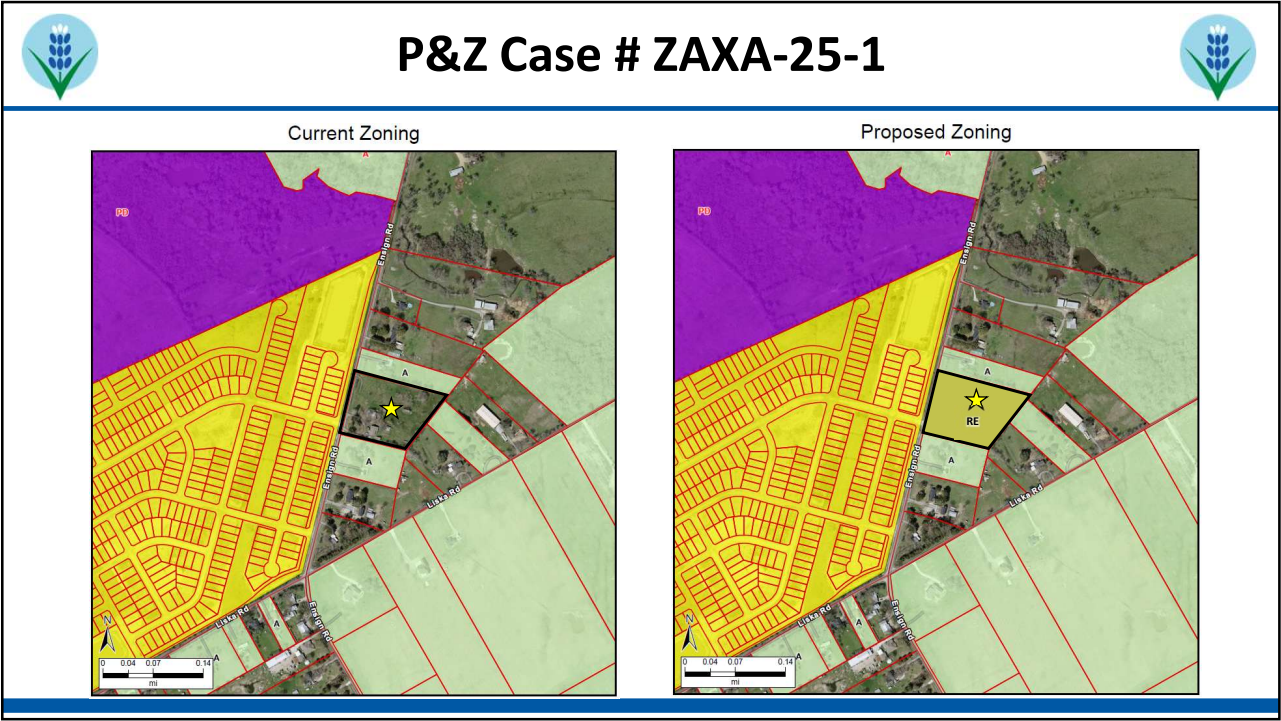 P&Z Case # ZAXA-25-1
Current Zoning
A
PD
Ensign Rd
A
A
Ensign Rd
Liska Rd
Liska Rd
A
Ensign Rd
A
N
0 0.04 0.07 0.14
mi
Proposed Zoning
A
PD
Ensign Rd
A
RE
A
Ensign Rd
Liska Rd
Liska Rd
A
Ensign Rd
A
N
0 0.04 0.07 0.14
mi